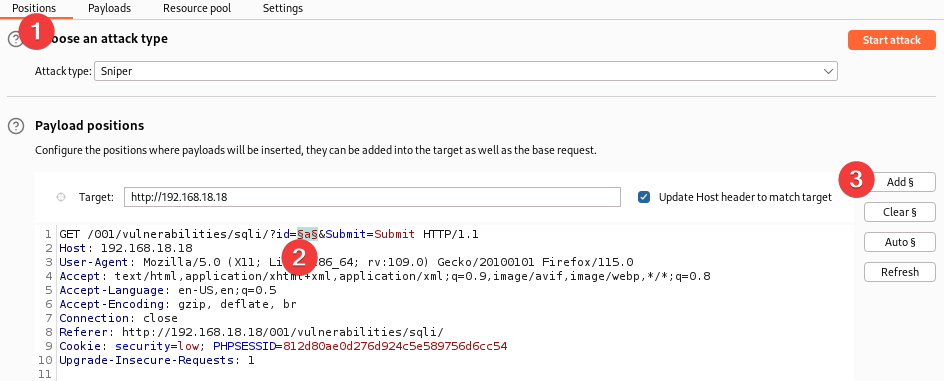 Positions Payloads Resource pool Settings
1
? oose an attack type Start attack
Attack type: Sniper
? Payload positions
Configure the positions where payloads will be inserted, they can be added into the target as well as the base request.
3 Add §
Target: http://192.168.18.18 Update Host header to match target
Clear §
Auto §
Refresh
1 GET /001/vulnerabilities/sqli/?id=§a§&Submit=Submit HTTP/1.1
2
2 Host: 192.168.18.18
3 User-Agent: Mozilla/5.0 (X11; Li 86_64; rv:109.0) Gecko/20100101 Firefox/115.0
4 Accept: text/html,application/xhtml+xml,application/xml;q=0.9,image/avif,image/webp,*/*;q=0.8
5 Accept-Language: en-US,en;q=0.5
6 Accept-Encoding: gzip, deflate, br
7 Connection: close
8 Referer: http://192.168.18.18/001/vulnerabilities/sqli/
9 Cookie: security=low; PHPSESSID=812d80ae0d276d924c5e589756d6cc54
10 Upgrade-Insecure-Requests: 1
11